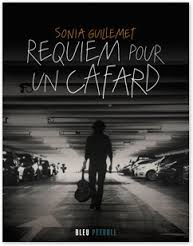 SONIA GUILLEMET
REQUIEM POUR
UN CAFARD
BLEU PÉTROLE